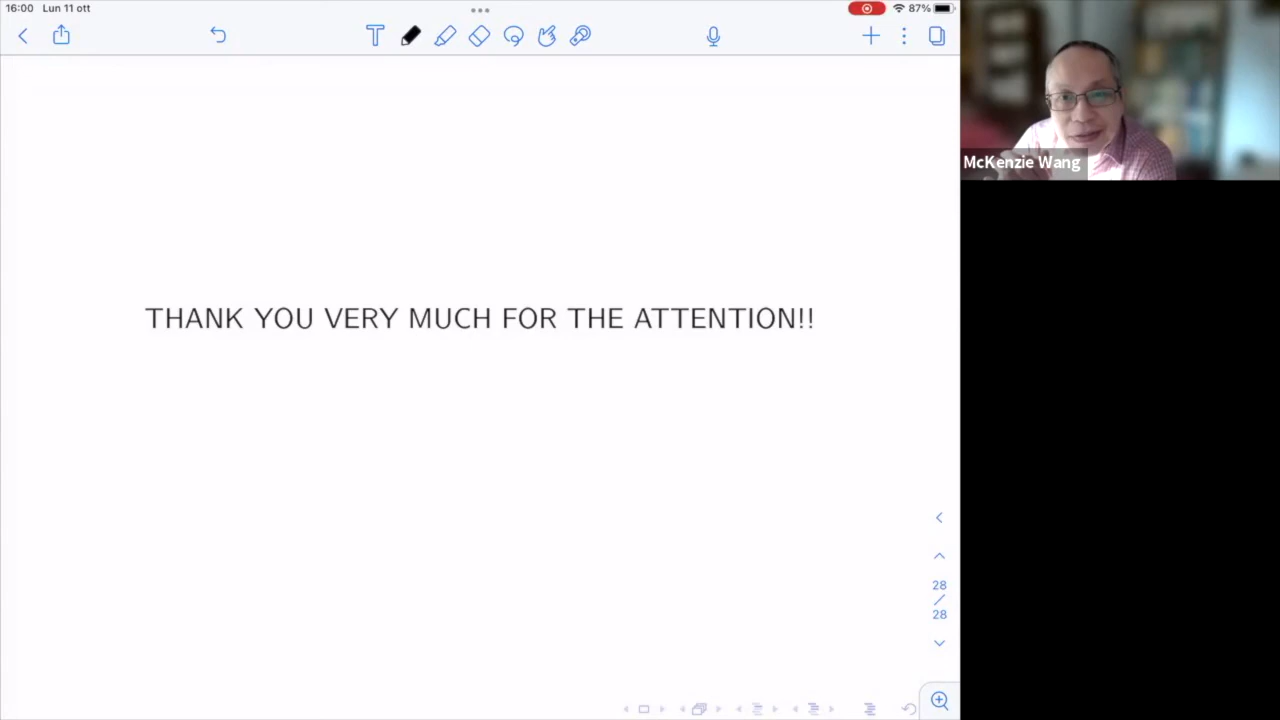 16:00 Lun 11 ott
87%
McKenzie Wang
THANK YOU VERY MUCH FOR THE ATTENTION!!
28
/
28